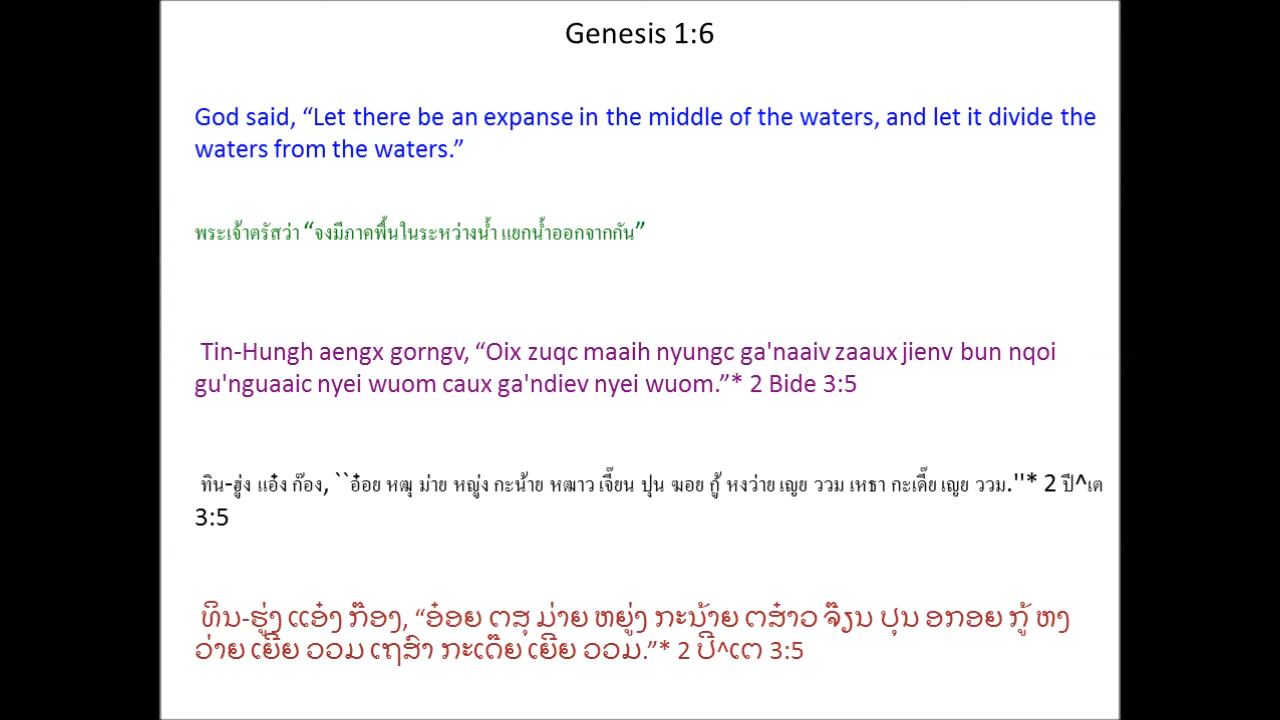 Genesis 1:6
God said, “Let there be an expanse in the middle of the waters, and let it divide the
waters from the waters.”
พระเจ้าตรัสว่า “จงมีภาคพื้นในระหว่างน้ำ แยกน้ำออกจากกัน”
Tin-Hungh aengx gorngv, “Oix zuqc maaih nyungc ga'naaiv zaaux jienv bun nqoi
gu'nguaaic nyei wuom caux ga'ndiev nyei wuom.”* 2 Bide 3:5
ทิน-ฮู่ง แอ๋ง ก๊อง, ``อ๋อย หฒุ ม่าย หญู่ง กะน้าย หฒาว เจี๊ยน ปุน ฆอย กู้ หงว่าย เญย ววม เหธา กะเดี๊ย เญย ววม.''* 2 ปี^เต
3:5
ທິນ-ຮູ່ງ ແອ໋ງ ກ໊ອງ, “ອ໋ອຍ ຕສຸ ມ່າຍ ຫຍູ່ງ ກະນ້າຍ ຕສ໋າວ ຈ໊ຽນ ປຸນ ອກອຍ ກູ້ ຫງ
ວ່າຍ ເຍີຍ ວວມ ເຖສົາ ກະເດ໊ຍ ເຍີຍ ວວມ.”* 2 ປີ^ເຕ 3:5